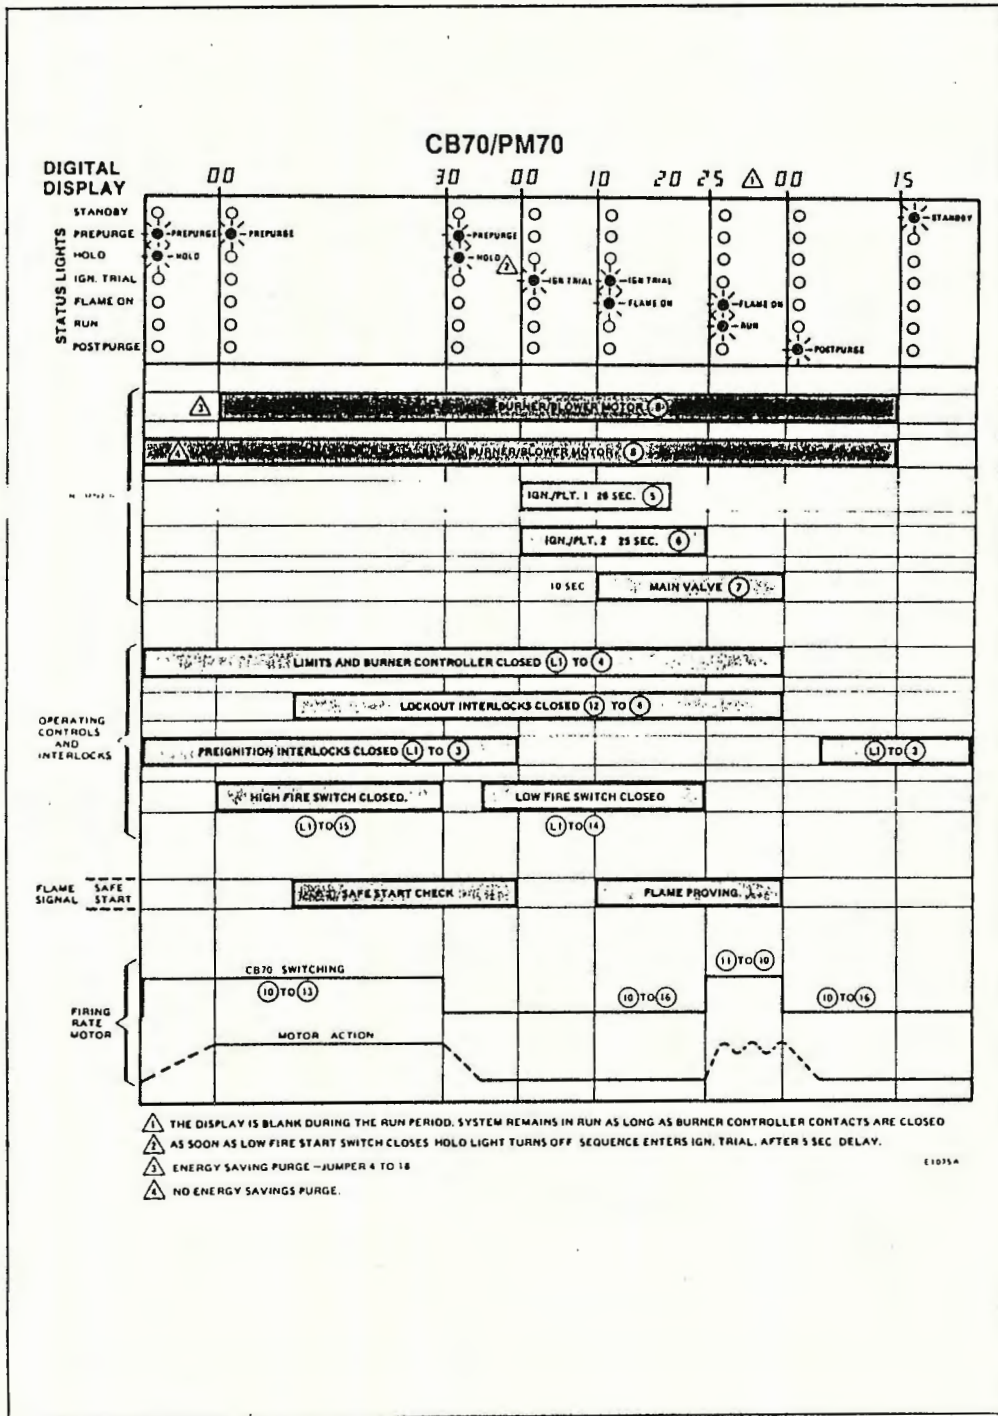 CB70/PM70
DIGITAL DISPLAY
00 30 00 10 20 25 1 00 15
STATUS LIGHTS
STANDBY STANDBY
PREPURGE PREPURGE PREPURGE PREPURGE
HOLD HOLD HOLD 2
IGN. TRIAL IGN TRIAL IGN TRIAL
FLAME ON FLAME ON FLAME ON
RUN RUN
POSTPURGE POSTPURGE
3 BURNER/BLOWER MOTOR 8
4 BURNER/BLOWER MOTOR 8
IGN./PLT. 1 5
IGN./PLT. 2 25 SEC. 6
10 SEC MAIN VALVE 7
OPERATING CONTROLS AND INTERLOCKS
LIMITS AND BURNER CONTROLLER CLOSED L1 TO 4
LOCKOUT INTERLOCKS CLOSED 12 TO
PREIGNITION INTERLOCKS CLOSED L1 TO 3 L1 TO 3
HIGH FIRE SWITCH CLOSED. LOW FIRE SWITCH CLOSED
L1 TO 15 L1 TO 14
FLAME SIGNAL SAFE START
SAFE START CHECK FLAME PROVING.
FIRING RATE MOTOR
CB70 SWITCHING 11 TO 10
10 TO 13 10 TO 16 10 TO 16
MOTOR ACTION
1 THE DISPLAY IS BLANK DURING THE RUN PERIOD. SYSTEM REMAINS IN RUN AS LONG AS BURNER CONTROLLER CONTACTS ARE CLOSED
2 AS SOON AS LOW FIRE START SWITCH CLOSES HOLD LIGHT TURNS OFF SEQUENCE ENTERS IGN. TRIAL. AFTER 5 SEC DELAY.
3 ENERGY SAVING PURGE -JUMPER 4 TO 18
E1075A
4 NO ENERGY SAVINGS PURGE.